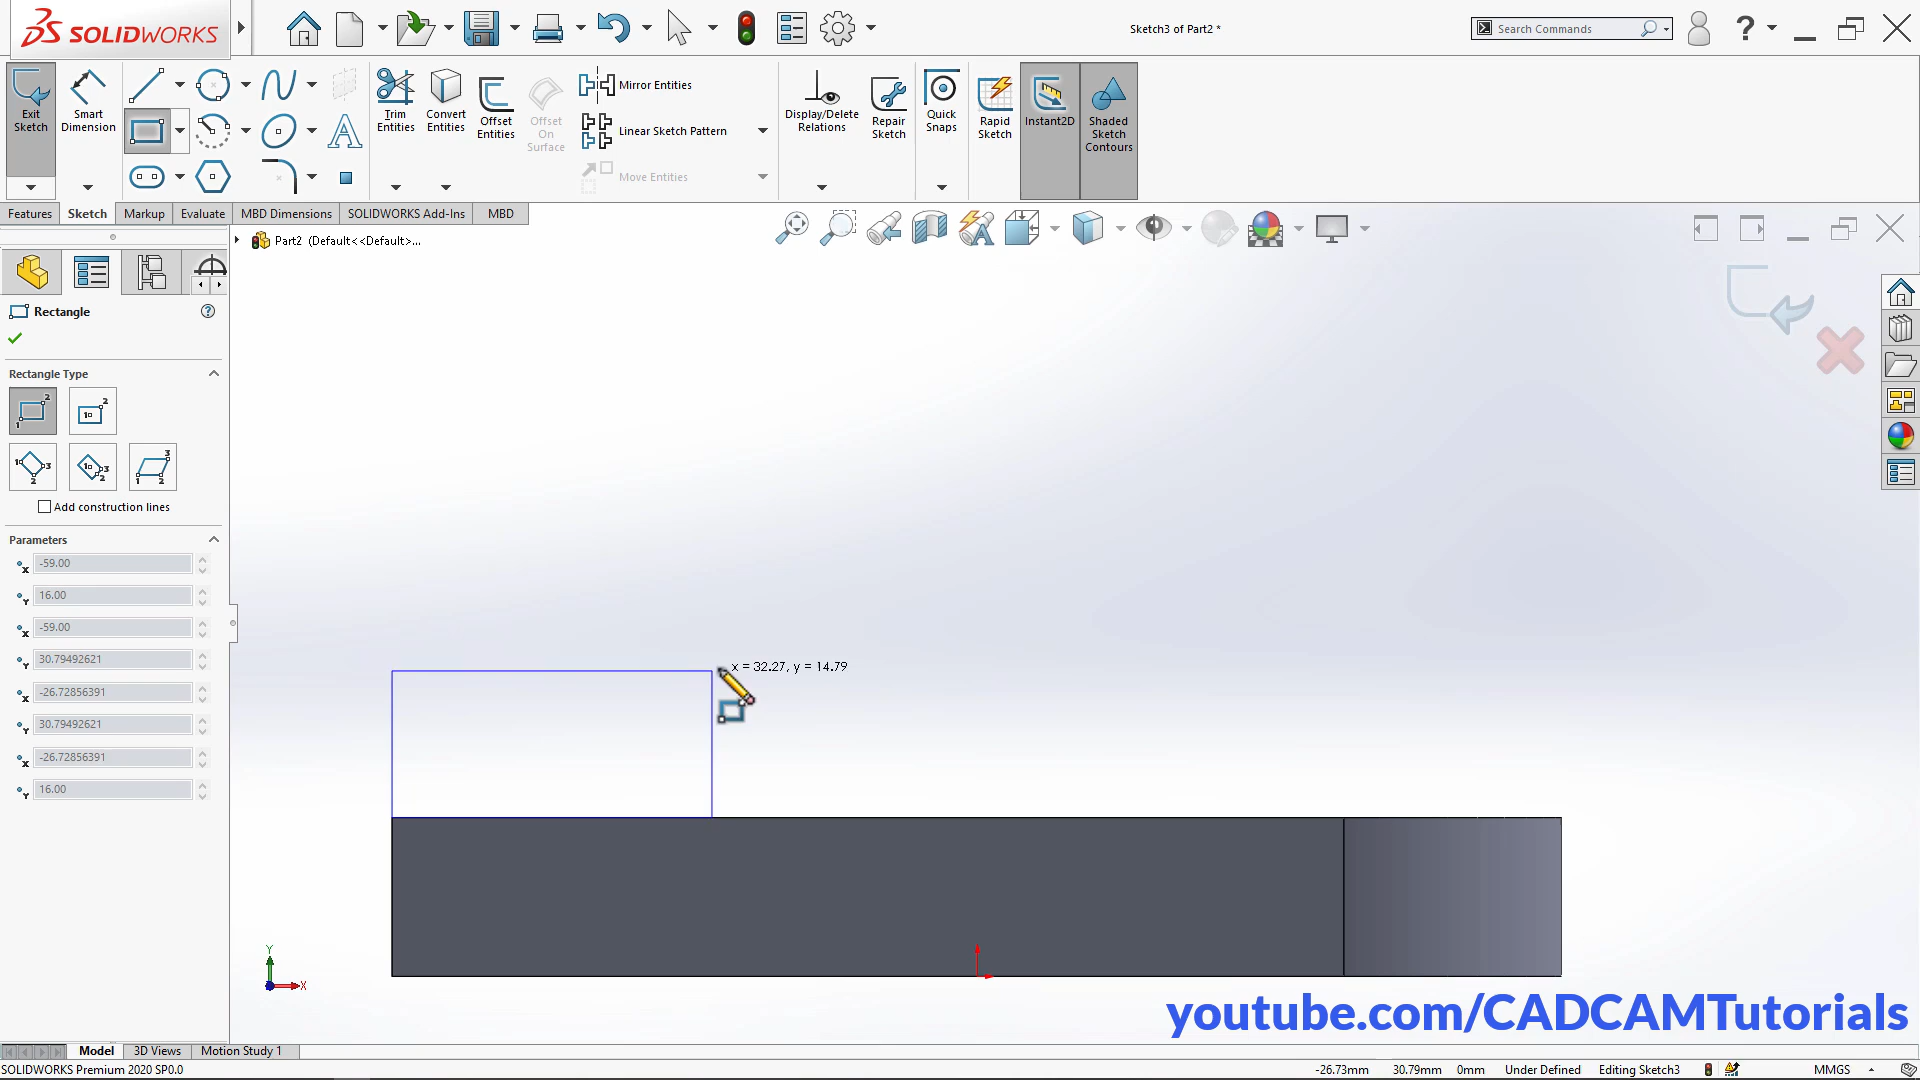 SOLIDWORKS
Sketch3 of Part2 *
Search Commands
Exit Sketch
Smart Dimension
Trim Entities
Convert Entities
Offset Entities
Offset On Surface
Mirror Entities
Linear Sketch Pattern
Move Entities
Display/Delete Relations
Repair Sketch
Quick Snaps
Rapid Sketch
Instant2D
Shaded Sketch Contours
Features
Sketch
Markup
Evaluate
MBD Dimensions
SOLIDWORKS Add-Ins
MBD
Part2 (Default<<Default>...
Rectangle
Rectangle Type
Add construction lines
Parameters
-59.00
16.00
-59.00
30.79492621
-26.72856391
30.79492621
-26.72856391
16.00
x = 32.27, y = 14.79
Y
X
youtube.com/CADCAMTutorials
Model
3D Views
Motion Study 1
SOLIDWORKS Premium 2020 SP0.0
-26.73mm
30.79mm
0mm
Under Defined
Editing Sketch3
MMGS